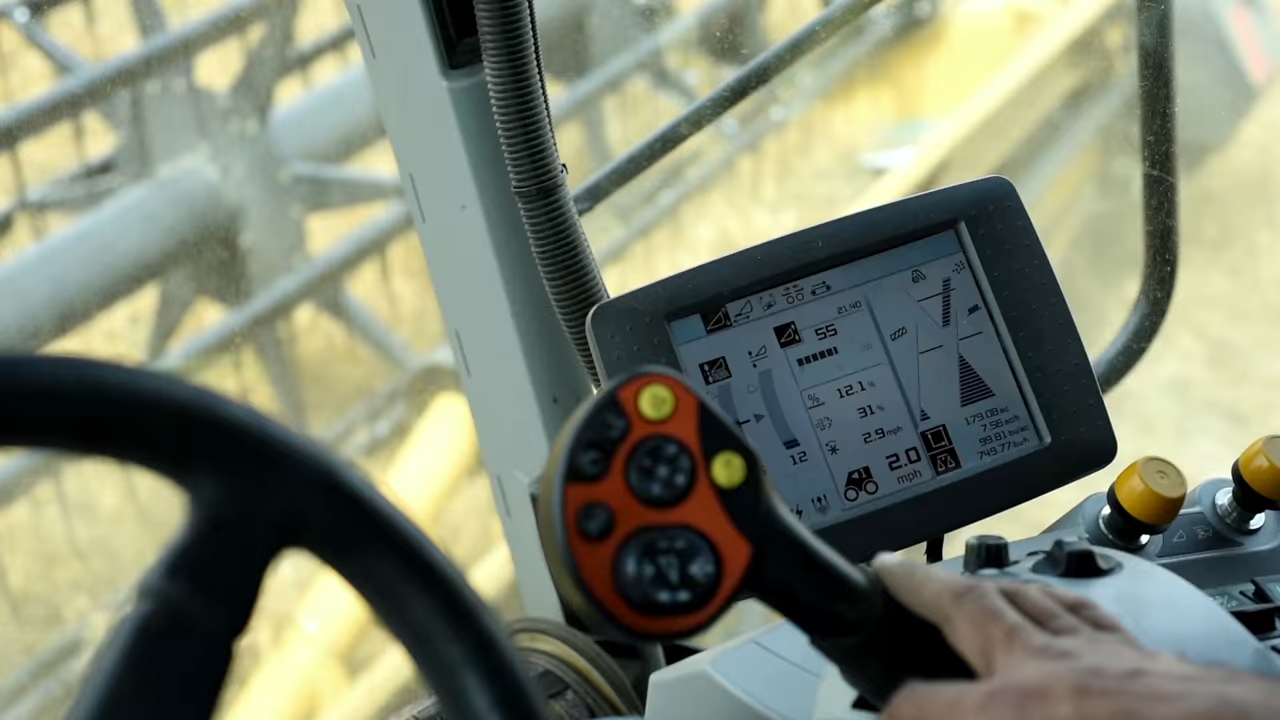 21:40
55
12.1 %
31 %
2.9 mph
12
2.0
mph
179.08 ac
7.56 ac/h
99.81 bu/ac
749.77 bu/h